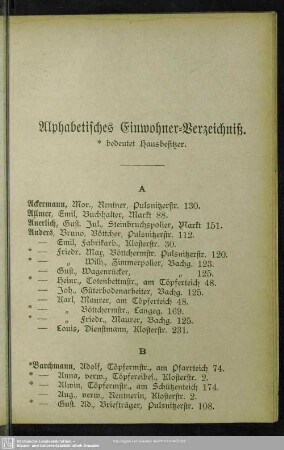 Alphabetisches Einwohner-Verzeichniß.
* bedeutet Hausbesitzer.
A
Ackermann, Mor., Rentner, Pulsnitzerstr. 130.
Allmer, Emil, Buchhalter, Markt 88.
Auerlich, Gust. Jul., Steinbruchspolier, Markt 151.
Anders, Bruno, Böttcher, Pulsnitzerstr. 112.
— Emil, Fabrikarb., Klosterstr. 30.
*— Friedr. Max, Böttchermstr. Pulsnitzerstr. 120.
*— „ Wilh., Zimmerpolier, Bachg. 123.
— Gust., Wagenrücker, „ 125.
*— Heinr., Totenbettmstr., am Töpferteich 48.
— Joh., Güterbodenarbeiter, Bachg. 125.
— Karl, Maurer, am Töpferteich 48.
*— „ Böttchermstr., Langeg. 169.
*— „ Friedr., Maurer, Bachg. 125.
— Louis, Dienstmann, Klosterstr. 231.
B
*Barchmann, Adolf, Töpfermstr., am Pfarrteich 74.
*— Anna, verw., Töpfereibes., Klosterstr. 2.
*— Alwin, Töpfermstr., am Schützenteich 174.
— Aug., verw., Rentnerin, Klosterstr. 2.
*— Gust. Ad., Briefträger, Pulsnitzerstr. 108.